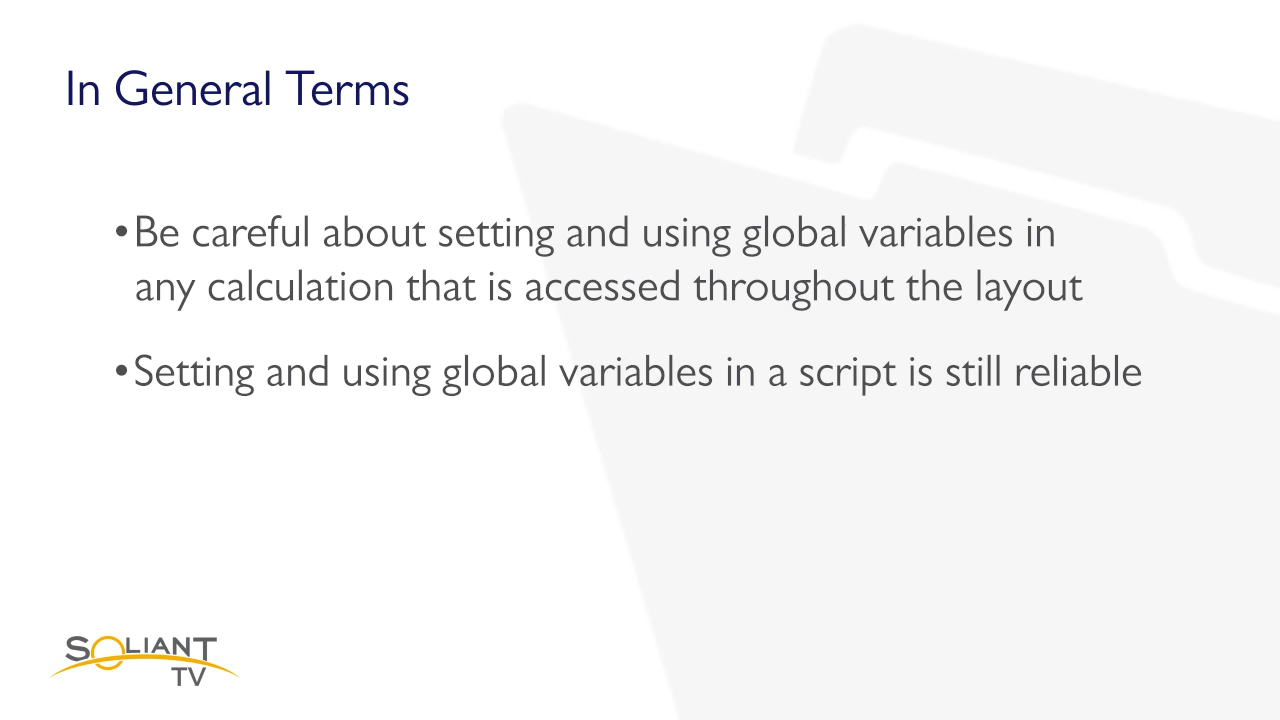 In General Terms
•Be careful about setting and using global variables in
any calculation that is accessed throughout the layout
•Setting and using global variables in a script is still reliable
SOLIANT
TV